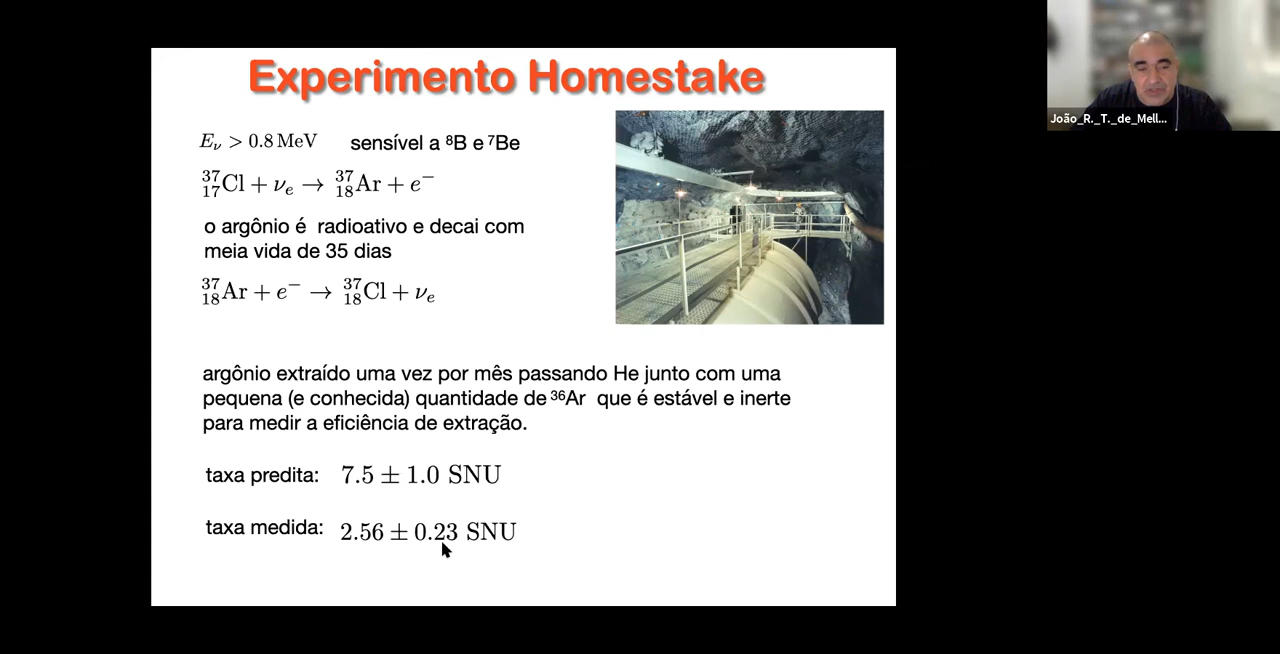 Experimento Homestake
E_ν > 0.8 MeV sensível a ⁸B e ⁷Be
³⁷₁₇Cl + ν_e → ³⁷₁₈Ar + e⁻
o argônio é radioativo e decai com
meia vida de 35 dias
³⁷₁₈Ar + e⁻ → ³⁷₁₈Cl + ν_e
argônio extraído uma vez por mês passando He junto com uma
pequena (e conhecida) quantidade de ³⁶Ar que é estável e inerte
para medir a eficiência de extração.
taxa predita: 7.5 ± 1.0 SNU
taxa medida: 2.56 ± 0.23 SNU
João_R._T._de_Mell...